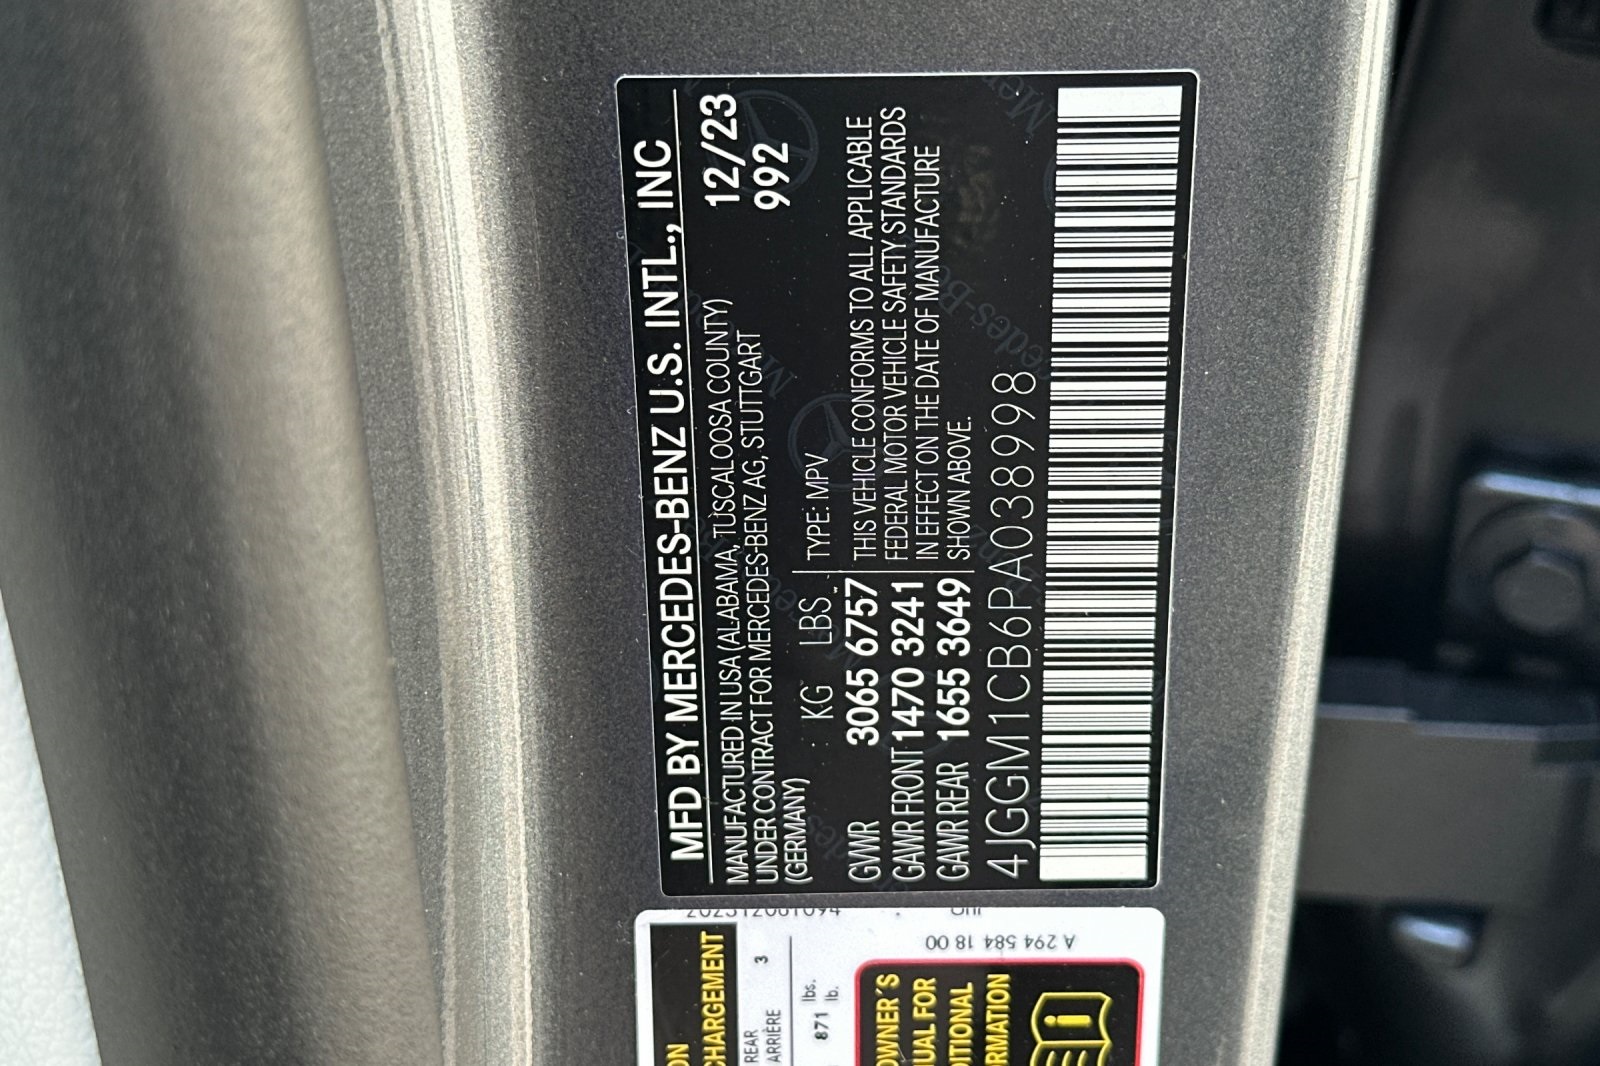 MFD BY MERCEDES-BENZ U.S. INTL., INC
MANUFACTURED IN USA (ALABAMA, TUSCALOOSA COUNTY)
UNDER CONTRACT FOR MERCEDES-BENZ AG, STUTTGART
(GERMANY)
12/23
992
KG LBS
GVWR 3065 6757
GAWR FRONT 1470 3241
GAWR REAR 1655 3649
TYPE: MPV
THIS VEHICLE CONFORMS TO ALL APPLICABLE
FEDERAL MOTOR VEHICLE SAFETY STANDARDS
IN EFFECT ON THE DATE OF MANUFACTURE
SHOWN ABOVE.
4JGGM1CB6PA038998
A 294 584 18 00
CHARGEMENT
REAR 3
ARRIÈRE
871 lbs.
lb.
OWNER'S
UAL FOR
ITIONAL
ORMATION